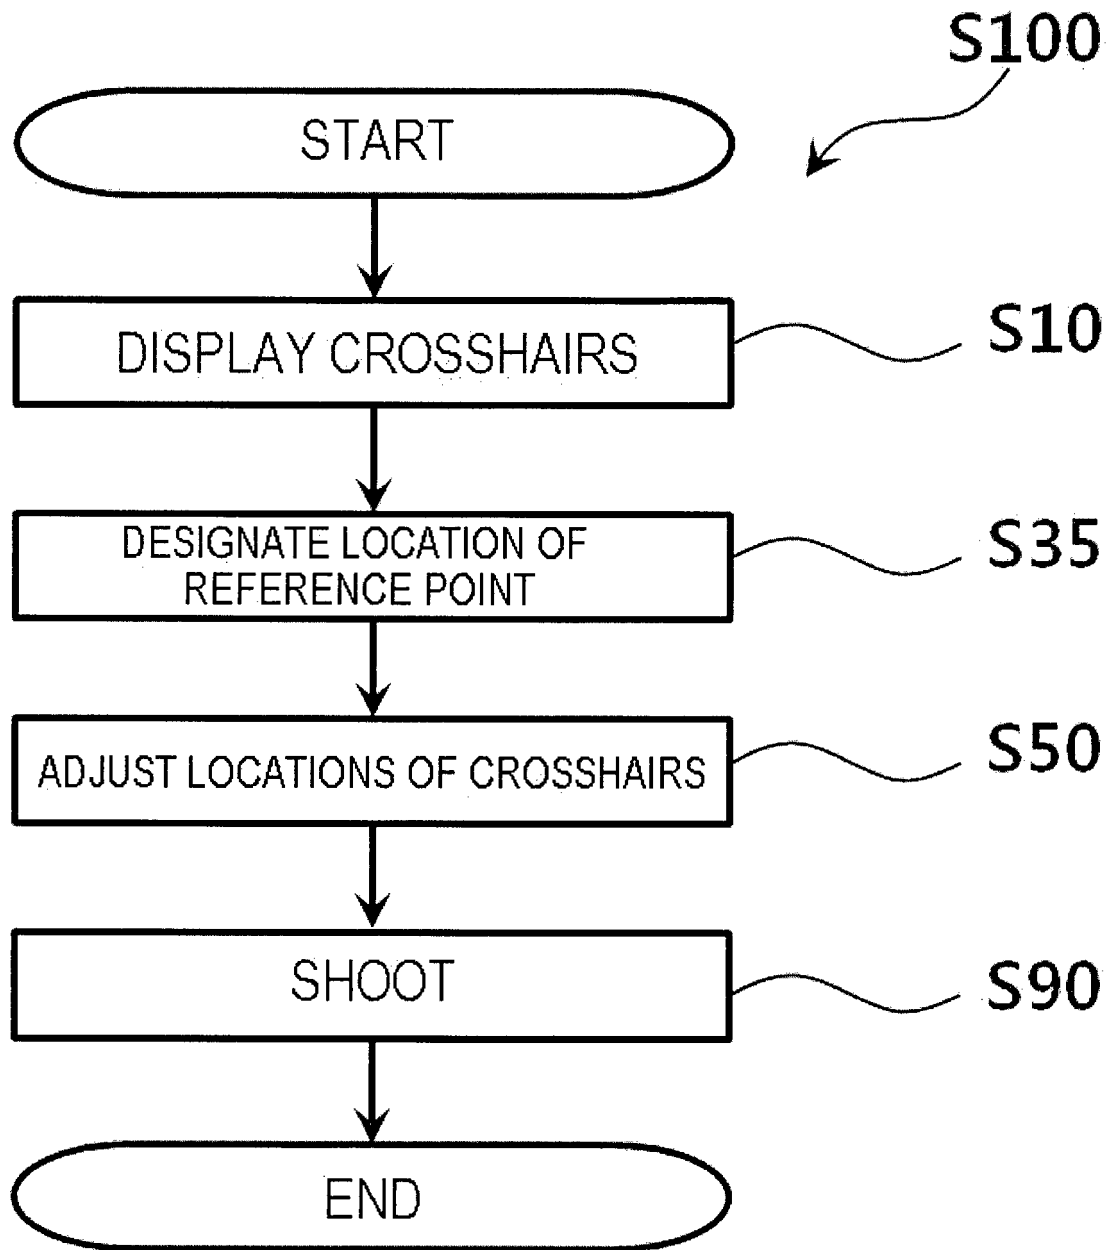 S100
START
DISPLAY CROSSHAIRS
S10
DESIGNATE LOCATION OF
REFERENCE POINT
S35
ADJUST LOCATIONS OF CROSSHAIRS
S50
SHOOT
S90
END